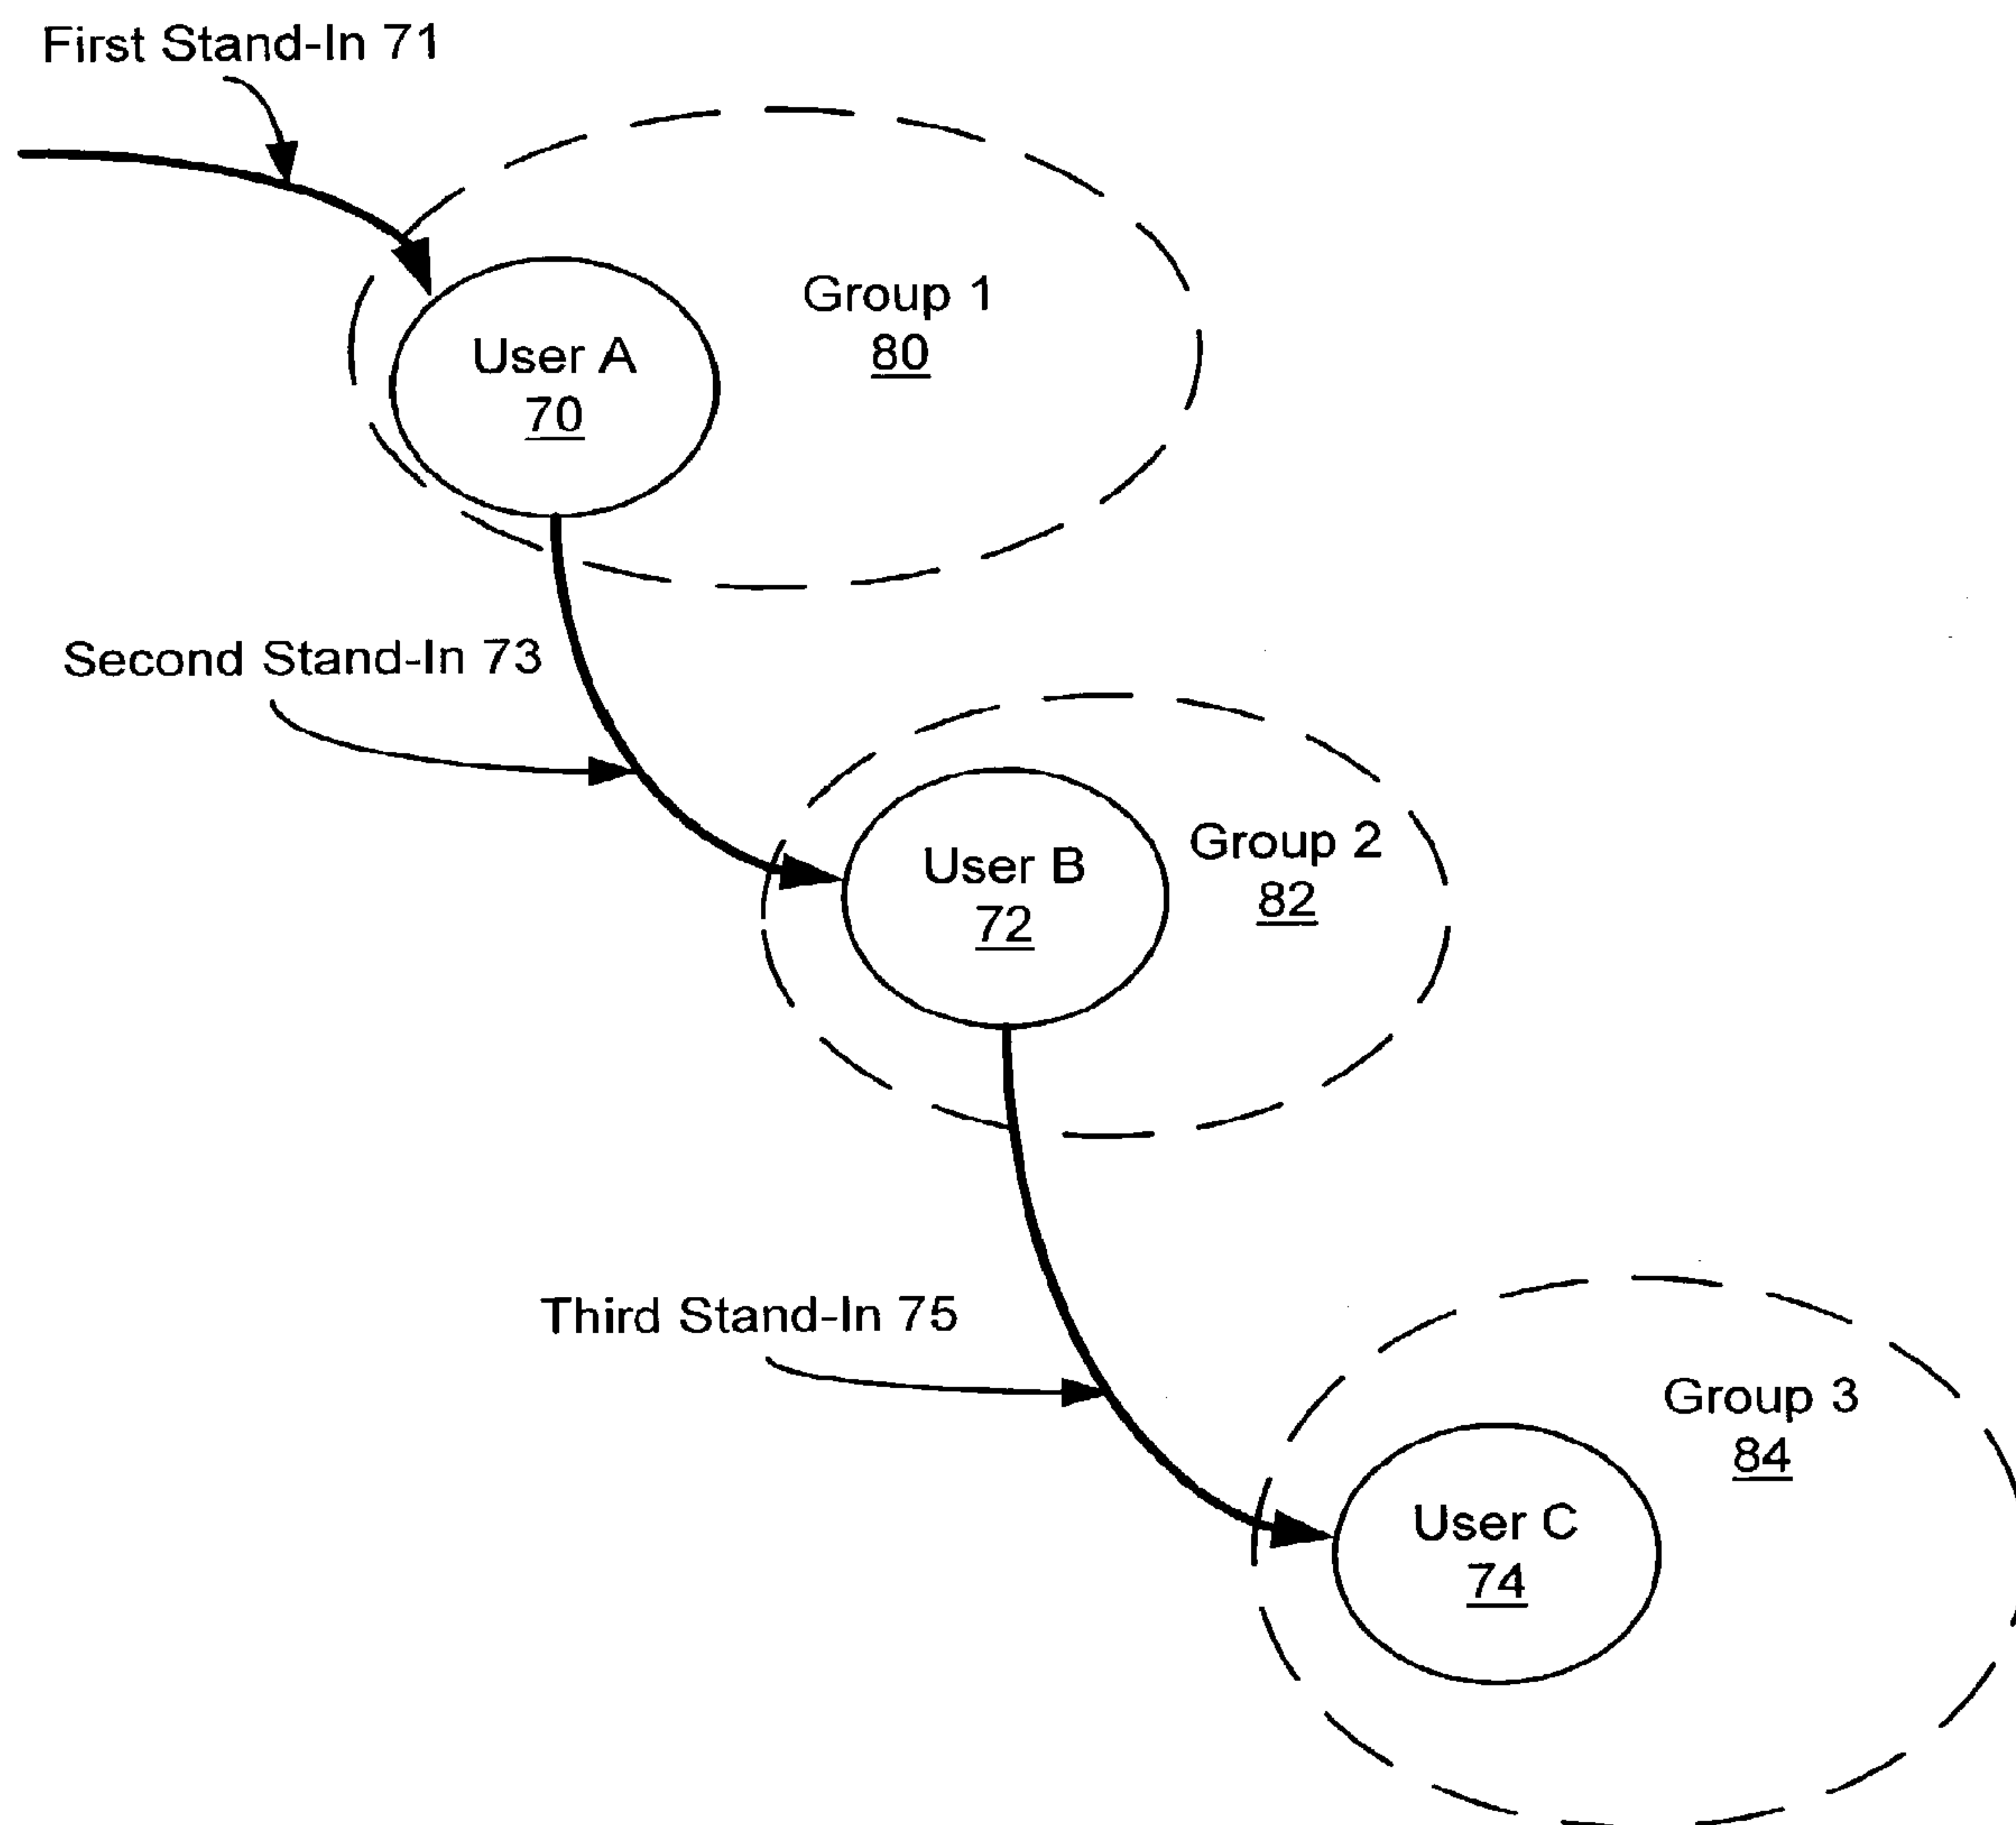 First Stand-In 71
Group 1
80
User A
70
Second Stand-In 73
Group 2
82
User B
72
Third Stand-In 75
Group 3
84
User C
74